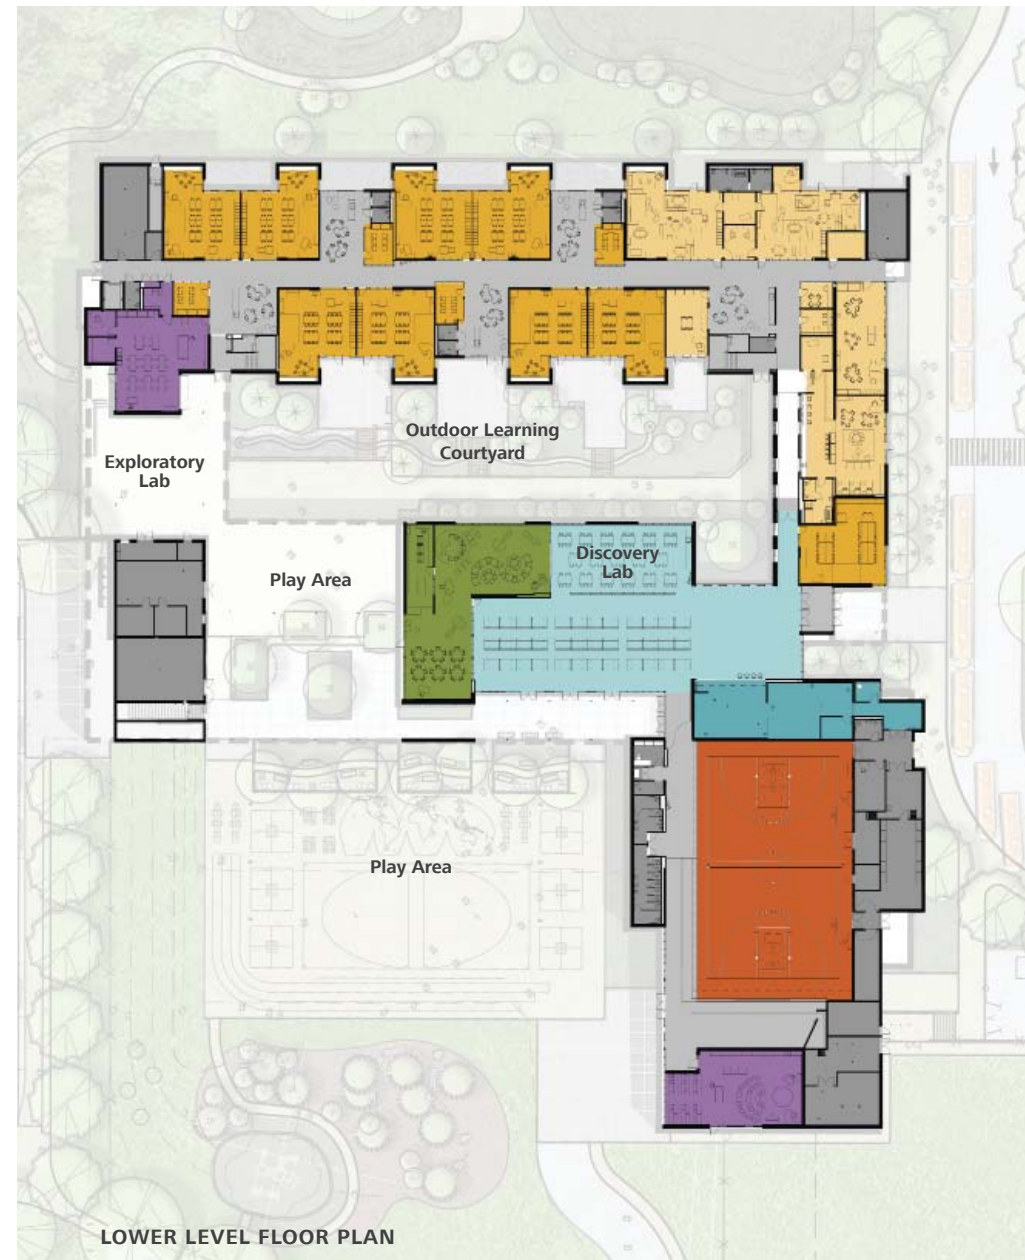 Outdoor Learning
Courtyard
Exploratory
Lab
Discovery
Lab
Play Area
Play Area
LOWER LEVEL FLOOR PLAN